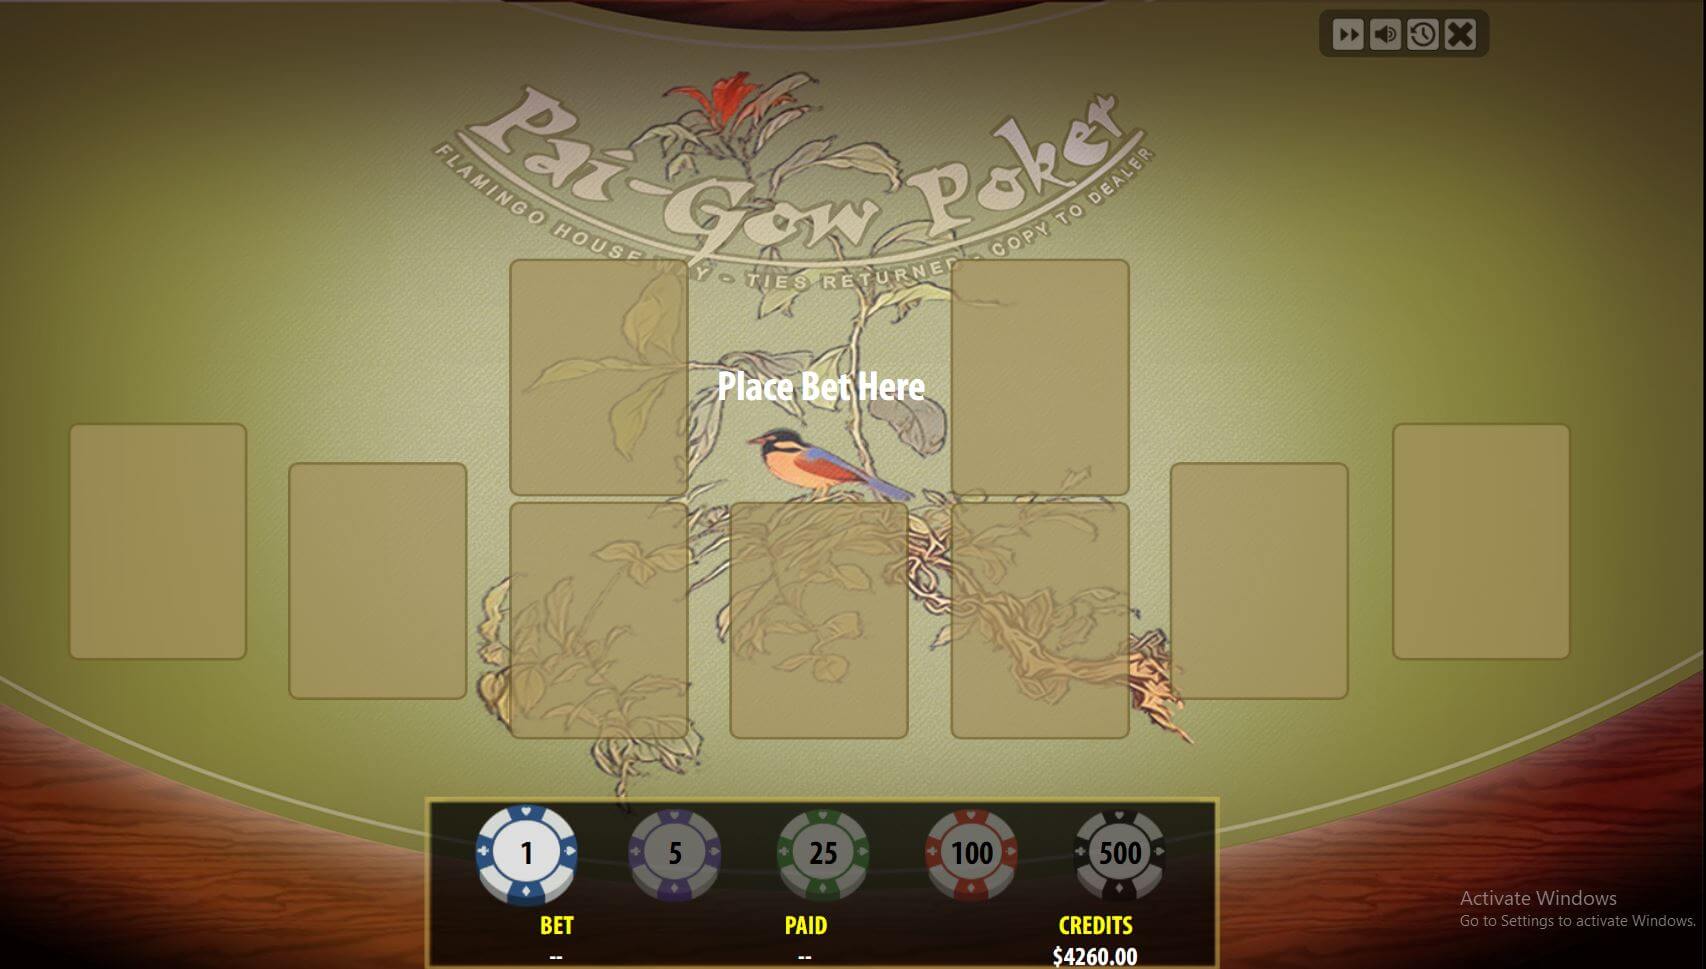 Pai-Gow Poker
FLAMINGO HOUSE WAY - TIES RETURNED - COPY TO DEALER
Place Bet Here
1 5 25 100 500
BET PAID CREDITS
-- -- $4260.00
Activate Windows
Go to Settings to activate Windows.